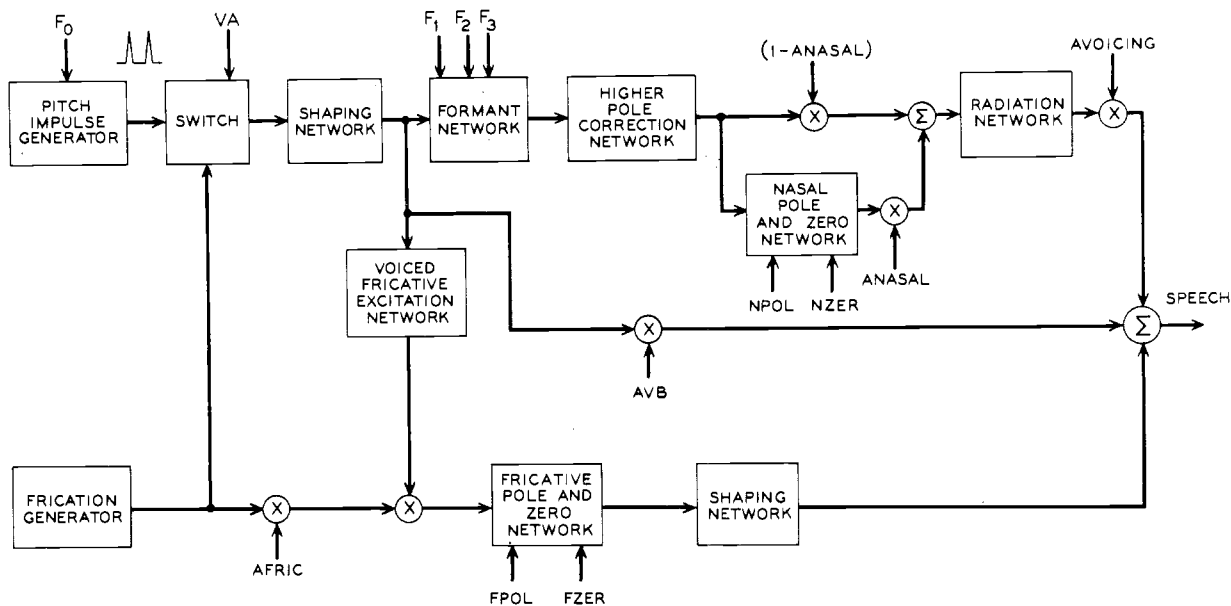 F0
VA
F1
F2
F3
(1-ANASAL)
AVOICING
PITCH
IMPULSE
GENERATOR
SWITCH
SHAPING
NETWORK
FORMANT
NETWORK
HIGHER
POLE
CORRECTION
NETWORK
X
Σ
RADIATION
NETWORK
X
NASAL
POLE
AND ZERO
NETWORK
X
ANASAL
NPOL
NZER
VOICED
FRICATIVE
EXCITATION
NETWORK
X
AVB
Σ
SPEECH
FRICATION
GENERATOR
X
AFRIC
X
FRICATIVE
POLE AND
ZERO
NETWORK
FPOL
FZER
SHAPING
NETWORK